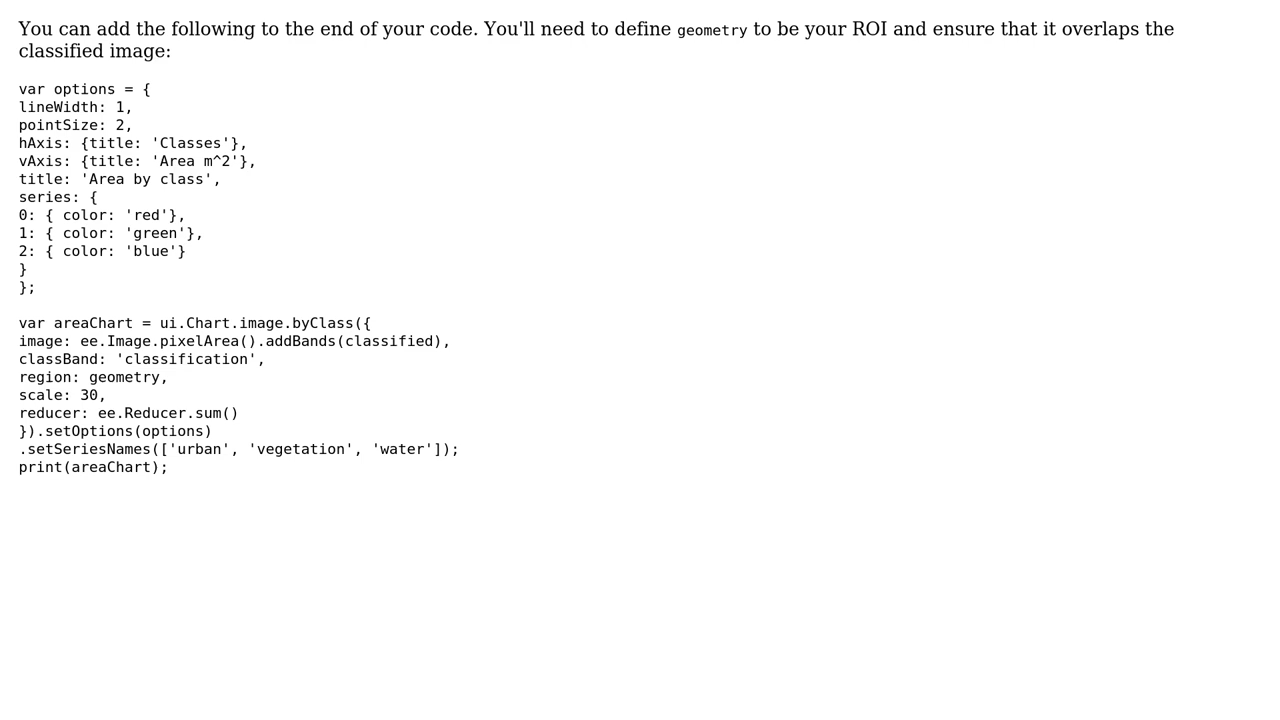 You can add the following to the end of your code. You'll need to define geometry to be your ROI and ensure that it overlaps the
classified image:
var options = {
lineWidth: 1,
pointSize: 2,
hAxis: {title: 'Classes'},
vAxis: {title: 'Area m^2'},
title: 'Area by class',
series: {
0: { color: 'red'},
1: { color: 'green'},
2: { color: 'blue'}
}
};
var areaChart = ui.Chart.image.byClass({
image: ee.Image.pixelArea().addBands(classified),
classBand: 'classification',
region: geometry,
scale: 30,
reducer: ee.Reducer.sum()
}).setOptions(options)
.setSeriesNames(['urban', 'vegetation', 'water']);
print(areaChart);